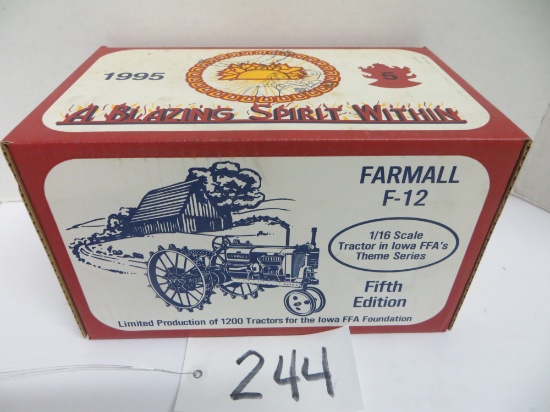 1995
5
A Blazing Spirit Within
FARMALL
F-12
1/16 Scale
Tractor in Iowa FFA's
Theme Series
Fifth
Edition
Limited Production of 1200 Tractors for the Iowa FFA Foundation
244